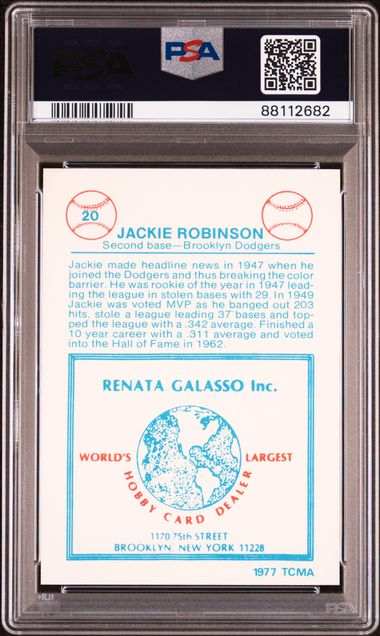 PSA
PSA
88112682
20
JACKIE ROBINSON
Second base—Brooklyn Dodgers
Jackie made headline news in 1947 when he
joined the Dodgers and thus breaking the color
barrier. He was rookie of the year in 1947 lead-
ing the league in stolen bases with 29. In 1949
Jackie was voted MVP as he banged out 203
hits, stole a league leading 37 bases and top-
ped the league with a .342 average. Finished a
10 year career with a .311 average and voted
into the Hall of Fame in 1962.
RENATA GALASSO Inc.
WORLD'S LARGEST
HOBBY CARD DEALER
1170 75th STREET
BROOKLYN, NEW YORK 11228
1977 TCMA